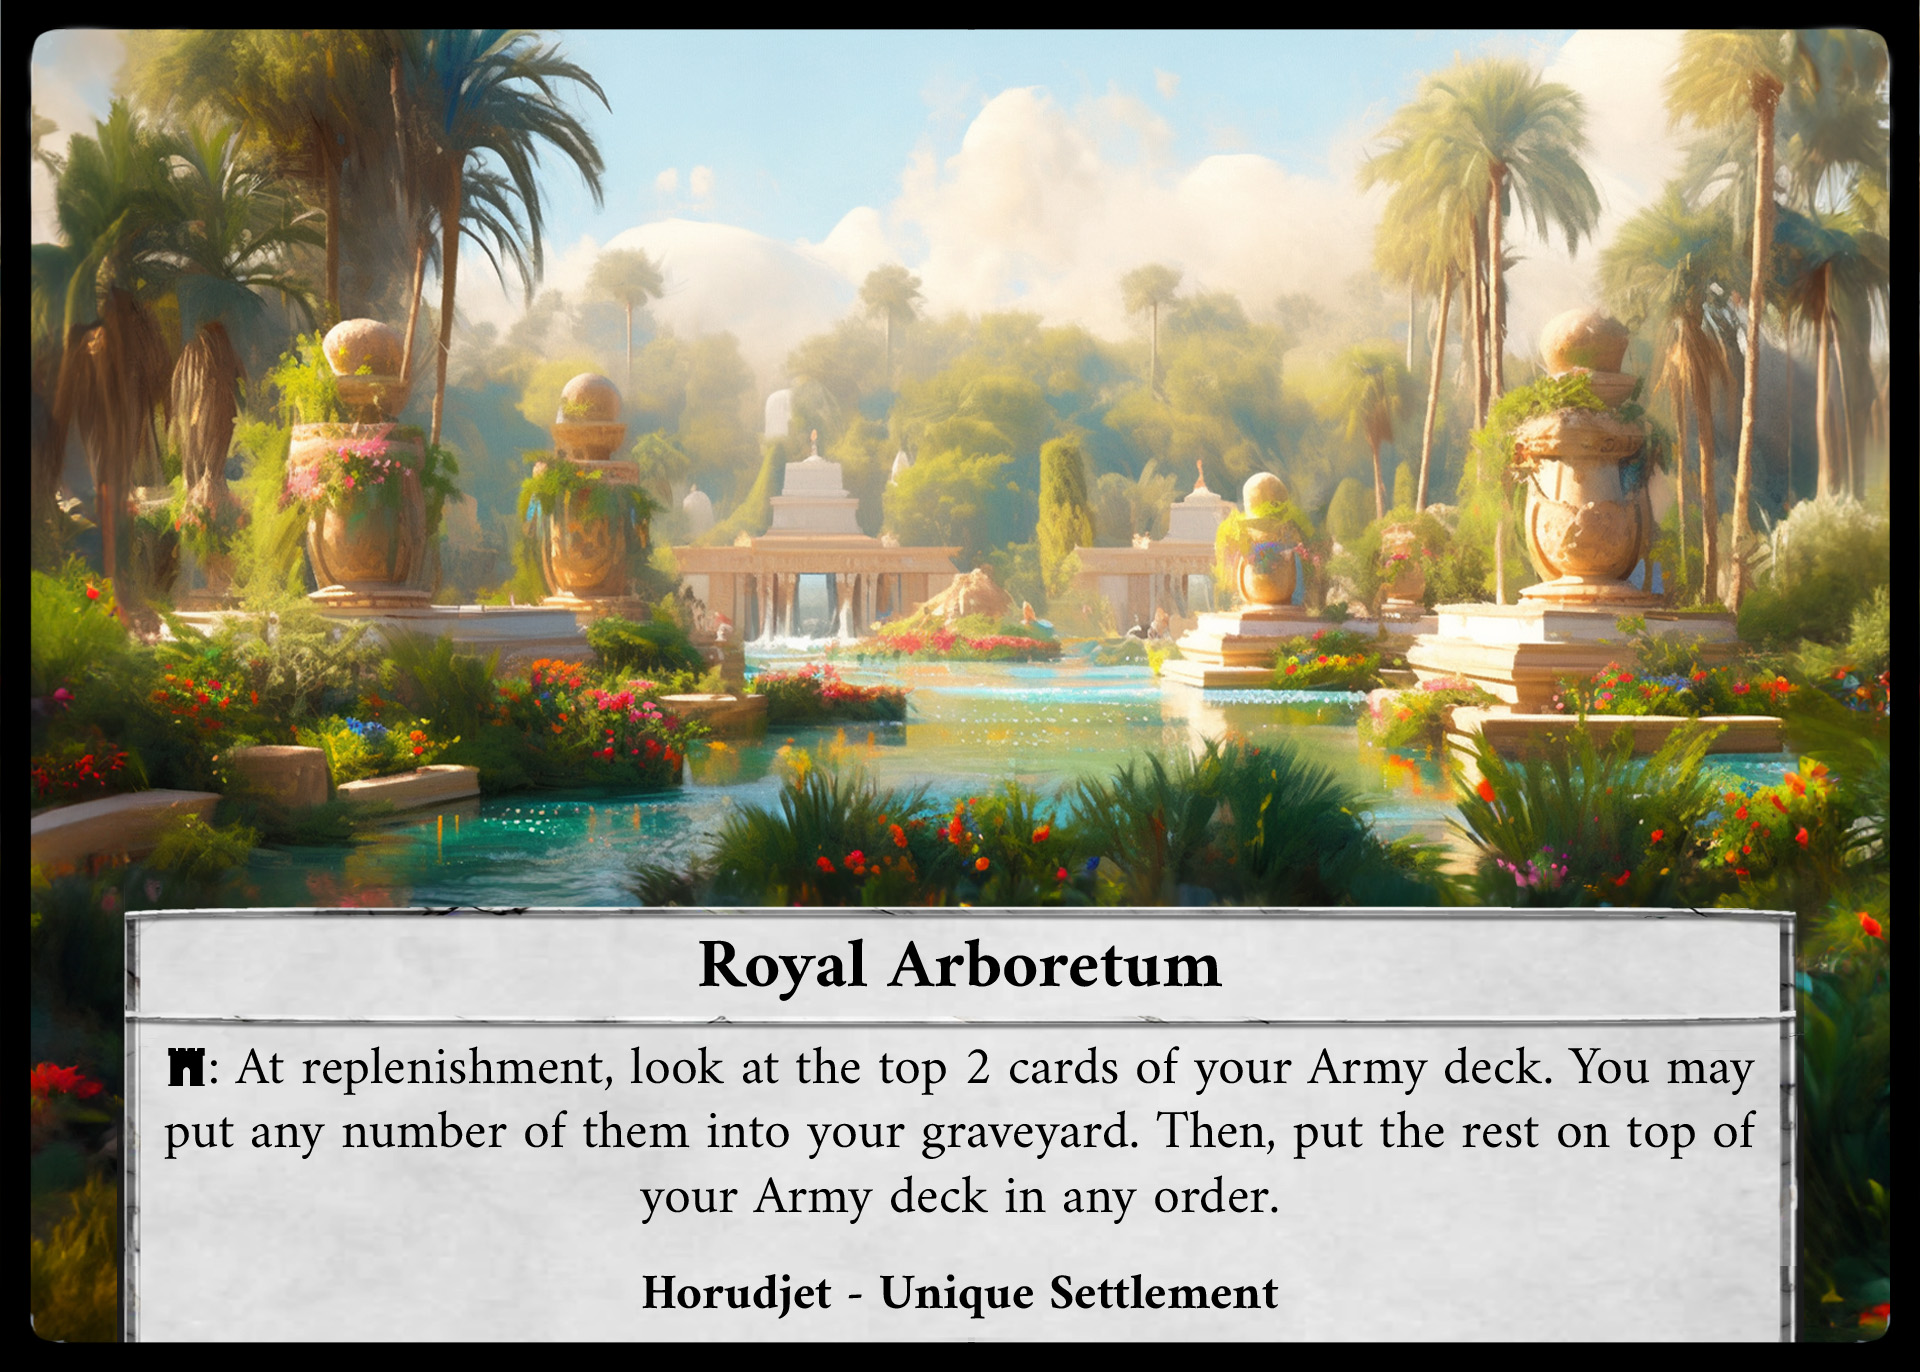 Royal Arboretum
: At replenishment, look at the top 2 cards of your Army deck. You may
put any number of them into your graveyard. Then, put the rest on top of
your Army deck in any order.
Horudjet - Unique Settlement